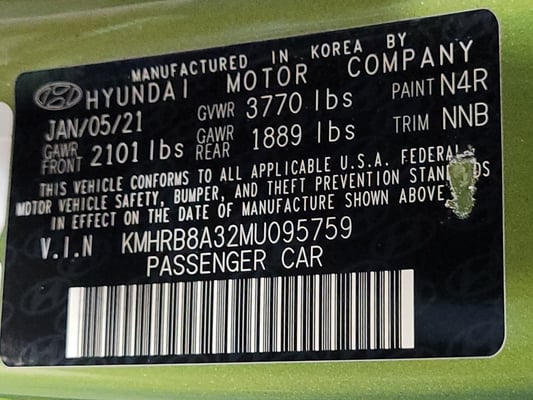 MANUFACTURED IN KOREA BY
HYUNDAI MOTOR COMPANY
JAN/05/21 GVWR 3770 lbs PAINT N4R
GAWR FRONT 2101 lbs GAWR REAR 1889 lbs TRIM NNB
THIS VEHICLE CONFORMS TO ALL APPLICABLE U.S.A. FEDERAL
MOTOR VEHICLE SAFETY, BUMPER, AND THEFT PREVENTION
IN EFFECT ON THE DATE OF MANUFACTURE SHOWN ABOVE
V.I.N KMHRB8A32MU095759
PASSENGER CAR